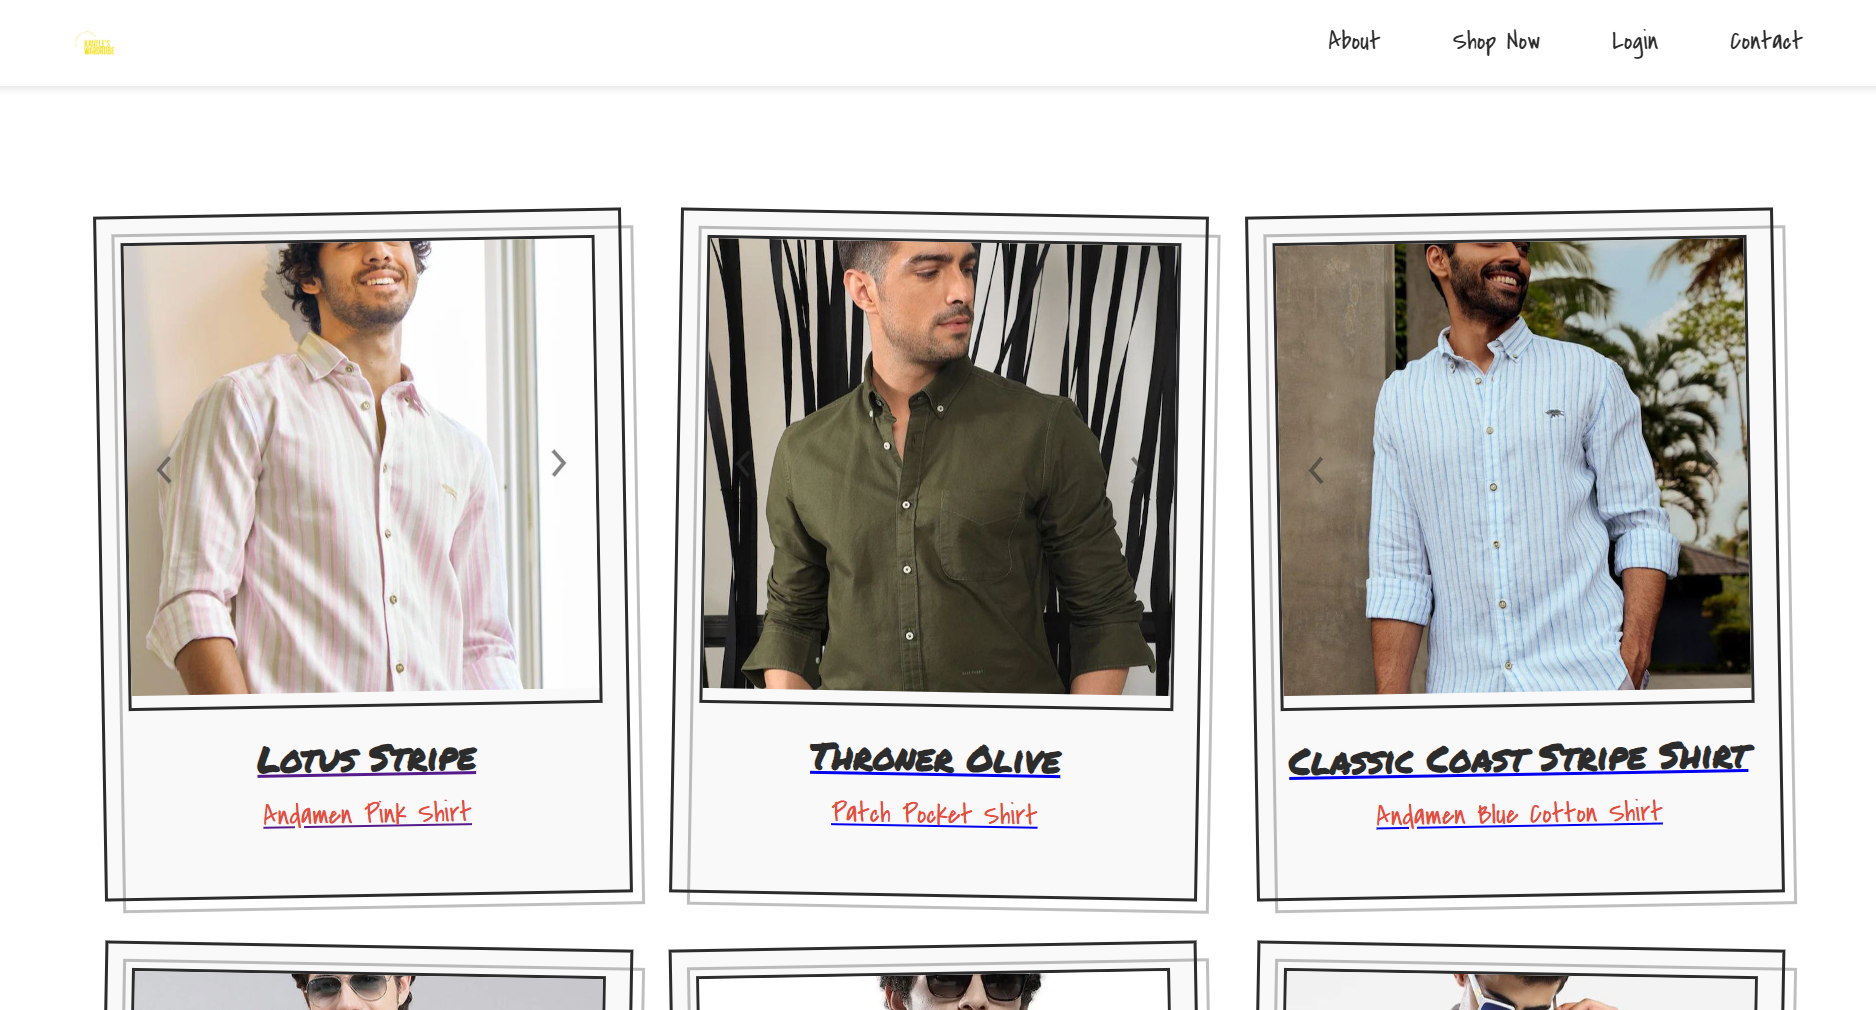 About
Shop Now
Login
Contact
Lotus Stripe
Andamen Pink Shirt
Throner Olive
Patch Pocket Shirt
Classic Coast Stripe Shirt
Andamen Blue Cotton Shirt